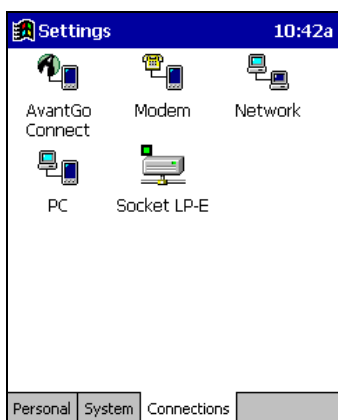 Settings 10:42a
AvantGo Connect
Modem
Network
PC
Socket LP-E
Personal System Connections